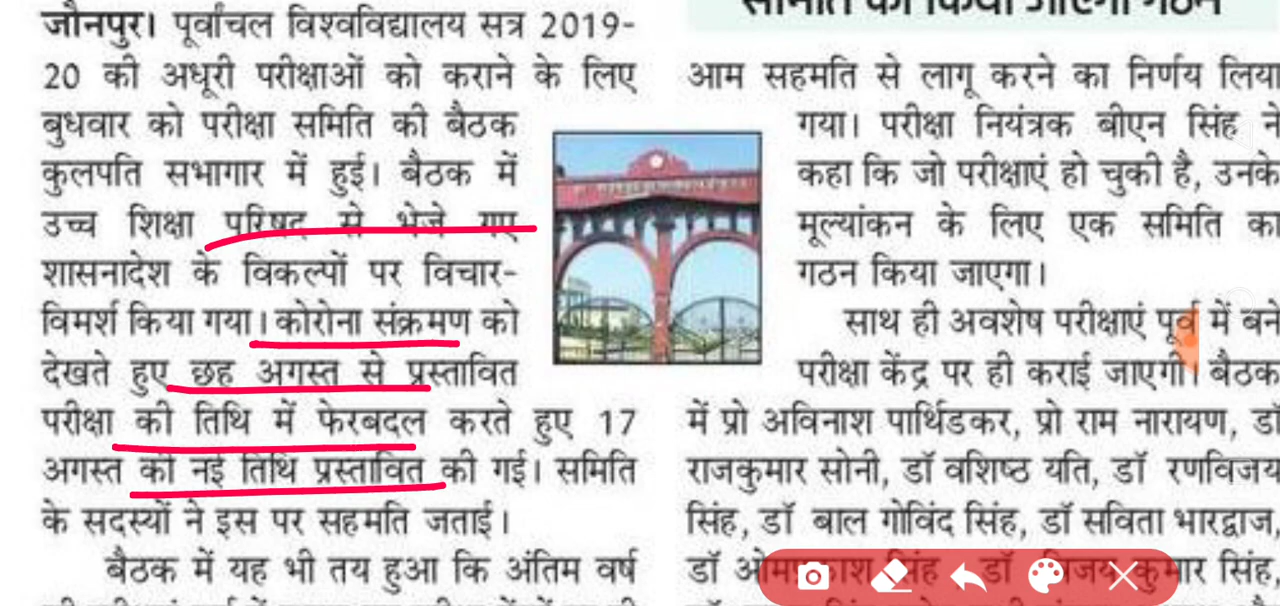 जौनपुर। पूर्वांचल विश्वविद्यालय सत्र 2019-
20 की अधूरी परीक्षाओं को कराने के लिए
बुधवार को परीक्षा समिति की बैठक
कुलपति सभागार में हुई। बैठक में
उच्च शिक्षा परिषद से भेजे गए
शासनादेश के विकल्पों पर विचार-
विमर्श किया गया। कोरोना संक्रमण को
देखते हुए छह अगस्त से प्रस्तावित
परीक्षा की तिथि में फेरबदल करते हुए 17
अगस्त की नई तिथि प्रस्तावित की गई। समिति
के सदस्यों ने इस पर सहमति जताई।
बैठक में यह भी तय हुआ कि अंतिम वर्ष
आम सहमति से लागू करने का निर्णय लिया
गया। परीक्षा नियंत्रक बीएन सिंह ने
कहा कि जो परीक्षाएं हो चुकी है, उनके
मूल्यांकन के लिए एक समिति का
गठन किया जाएगा।
साथ ही अवशेष परीक्षाएं पूर्व में बने
परीक्षा केंद्र पर ही कराई जाएगी। बैठक
में प्रो अविनाश पार्थिडकर, प्रो राम नारायण, डॉ
राजकुमार सोनी, डॉ वशिष्ठ यति, डॉ रणविजय
सिंह, डॉ बाल गोविंद सिंह, डॉ सविता भारद्वाज,
डॉ सिंह, डॉ सिंह,